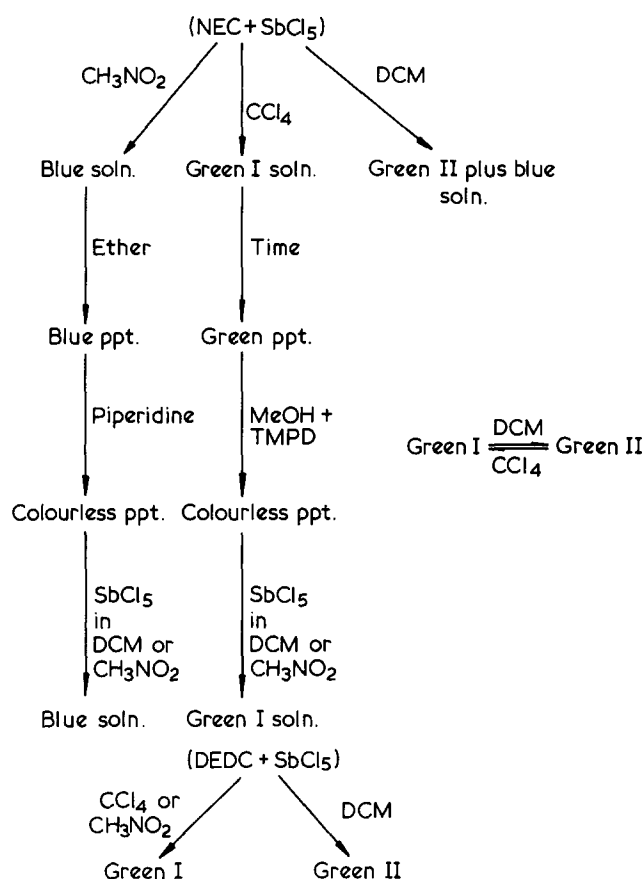 (NEC + SbCl5)
CH3NO2
CCl4
DCM
Blue soln.
Green I soln.
Green II plus blue
soln.
Ether
Time
Blue ppt.
Green ppt.
Piperidine
MeOH +
TMPD
Green I
DCM
CCl4
Green II
Colourless ppt.
Colourless ppt.
SbCl5
in
DCM or
CH3NO2
SbCl5
in
DCM or
CH3NO2
Blue soln.
Green I soln.
(DEDC + SbCl5)
CCl4 or
CH3NO2
DCM
Green I
Green II